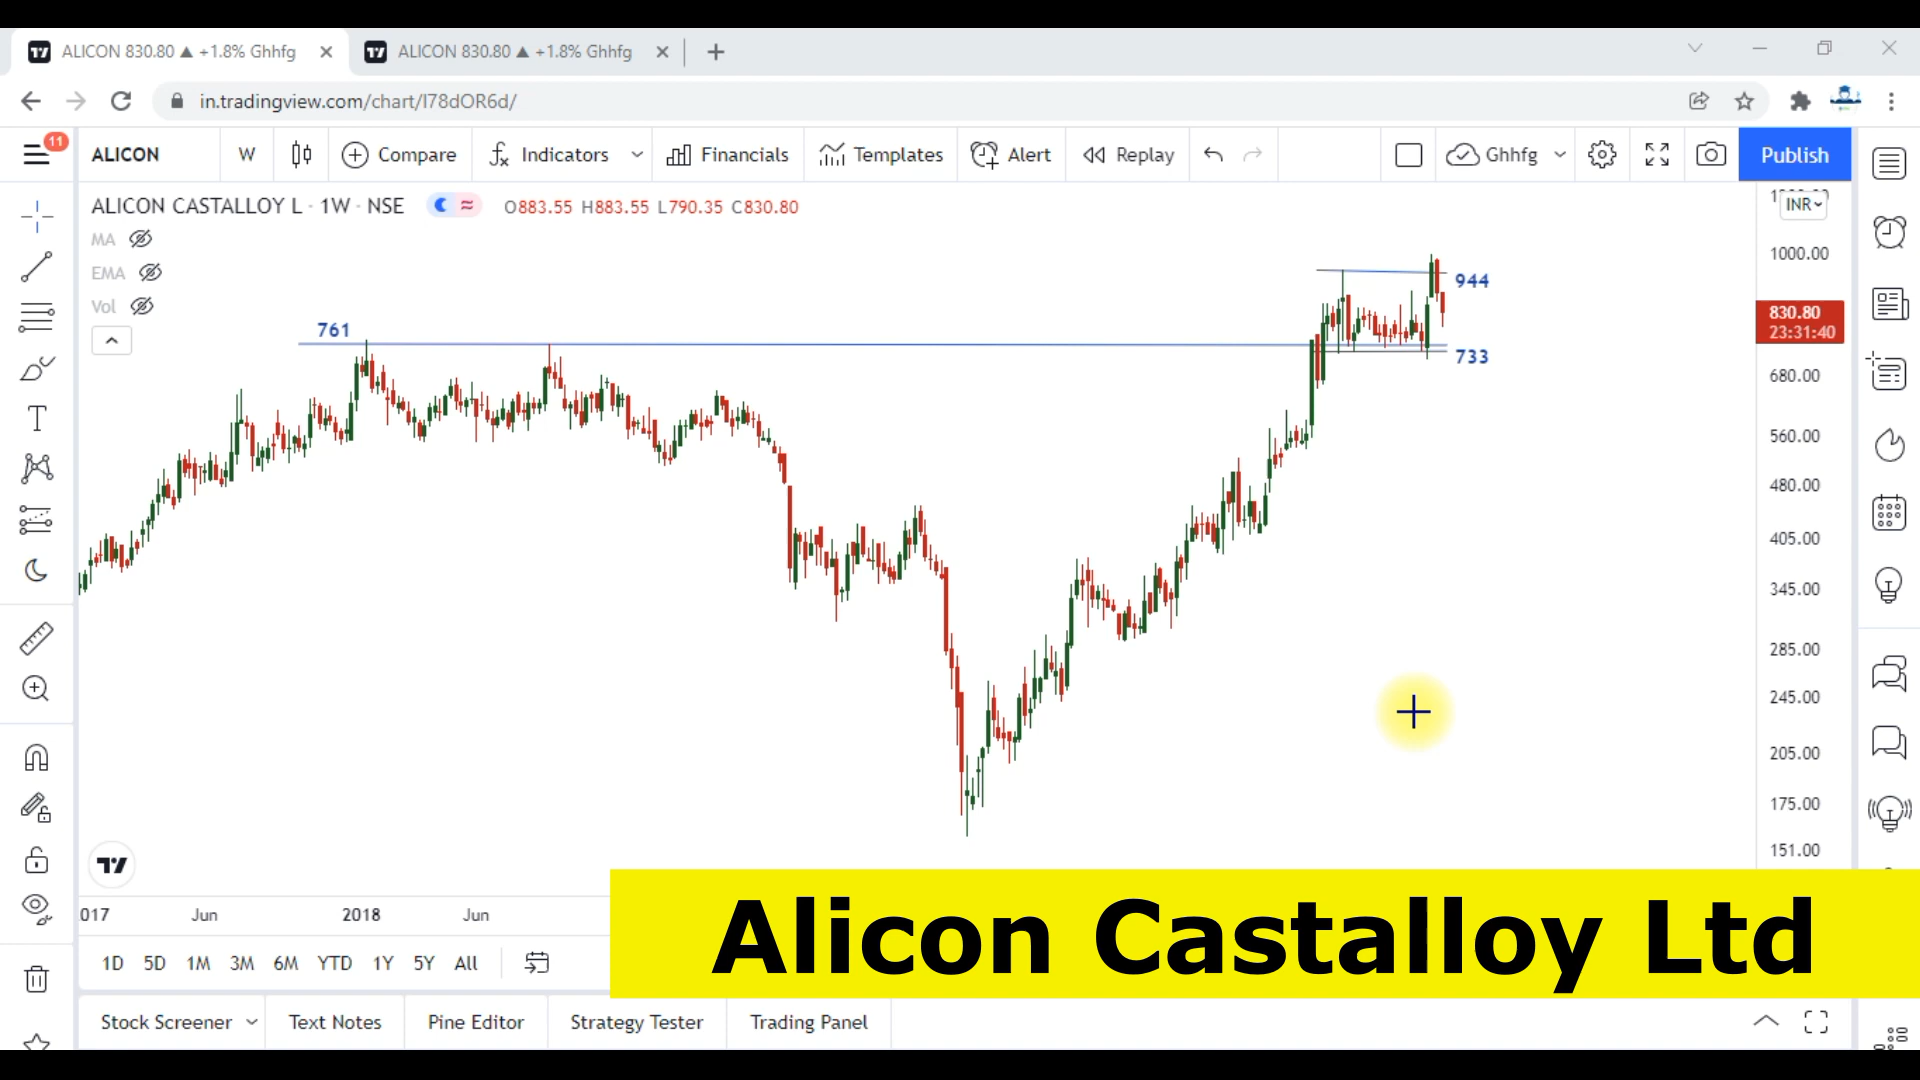 ALICON 830.80 ▲ +1.8% Ghhfg
ALICON 830.80 ▲ +1.8% Ghhfg
in.tradingview.com/chart/I78dOR6d/
11
ALICON W Compare Indicators Financials Templates Alert Replay Ghhfg Publish
ALICON CASTALLOY L · 1W · NSE O883.55 H883.55 L790.35 C830.80
INR
MA
EMA
Vol
1000.00
944
830.80
23:31:40
761
733
680.00
560.00
480.00
405.00
345.00
285.00
245.00
205.00
175.00
151.00
017 Jun 2018 Jun
Alicon Castalloy Ltd
1D 5D 1M 3M 6M YTD 1Y 5Y All
Stock Screener Text Notes Pine Editor Strategy Tester Trading Panel